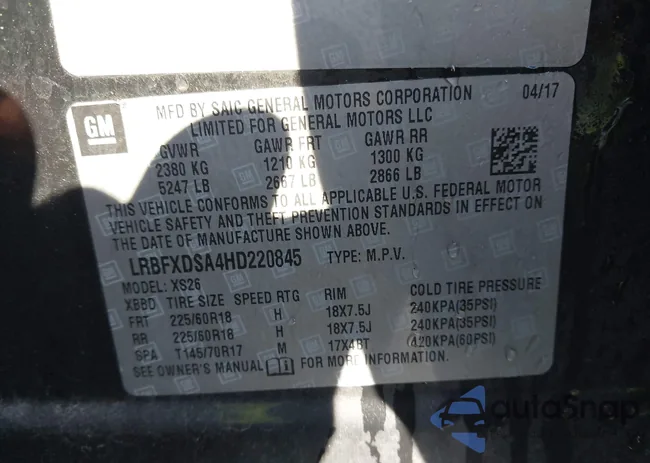 GM
MFD BY SAIC GENERAL MOTORS CORPORATION 04/17
LIMITED FOR GENERAL MOTORS LLC
GVWR GAWR FRT GAWR RR
2380 KG 1210 KG 1300 KG
5247 LB 2667 LB 2866 LB
THIS VEHICLE CONFORMS TO ALL APPLICABLE U.S. FEDERAL MOTOR
VEHICLE SAFETY AND THEFT PREVENTION STANDARDS IN EFFECT ON
THE DATE OF MANUFACTURE SHOWN ABOVE.
LRBFXDSA4HD220845 TYPE: M.P.V.
MODEL: XS26
XBBD TIRE SIZE SPEED RTG RIM COLD TIRE PRESSURE
FRT 225/60R18 H 18X7.5J 240KPA(35PSI)
RR 225/60R18 H 18X7.5J 240KPA(35PSI)
SPA T145/70R17 M 17X4BT 420KPA(60PSI)
SEE OWNER'S MANUAL FOR MORE INFORMATION.
autoSnap